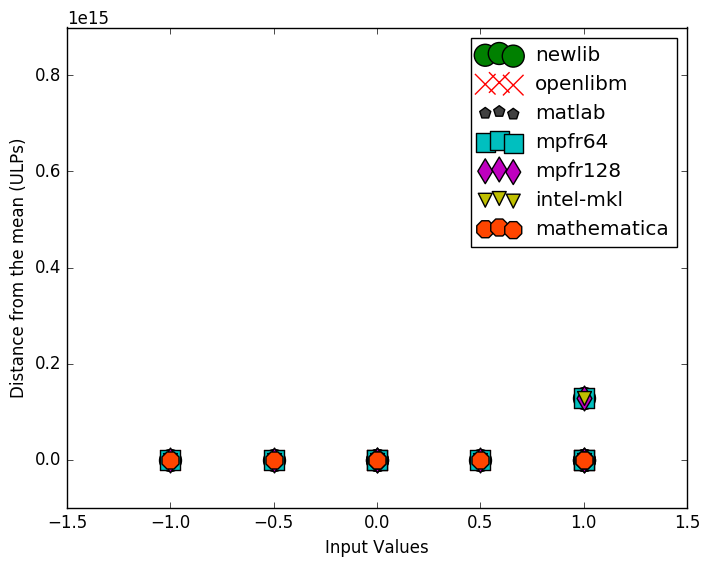 1e15
0.8
0.6
0.4
0.2
0.0
Distance from the mean (ULPs)
newlib
openlibm
matlab
mpfr64
mpfr128
intel-mkl
mathematica
−1.5 −1.0 −0.5 0.0 0.5 1.0 1.5
Input Values